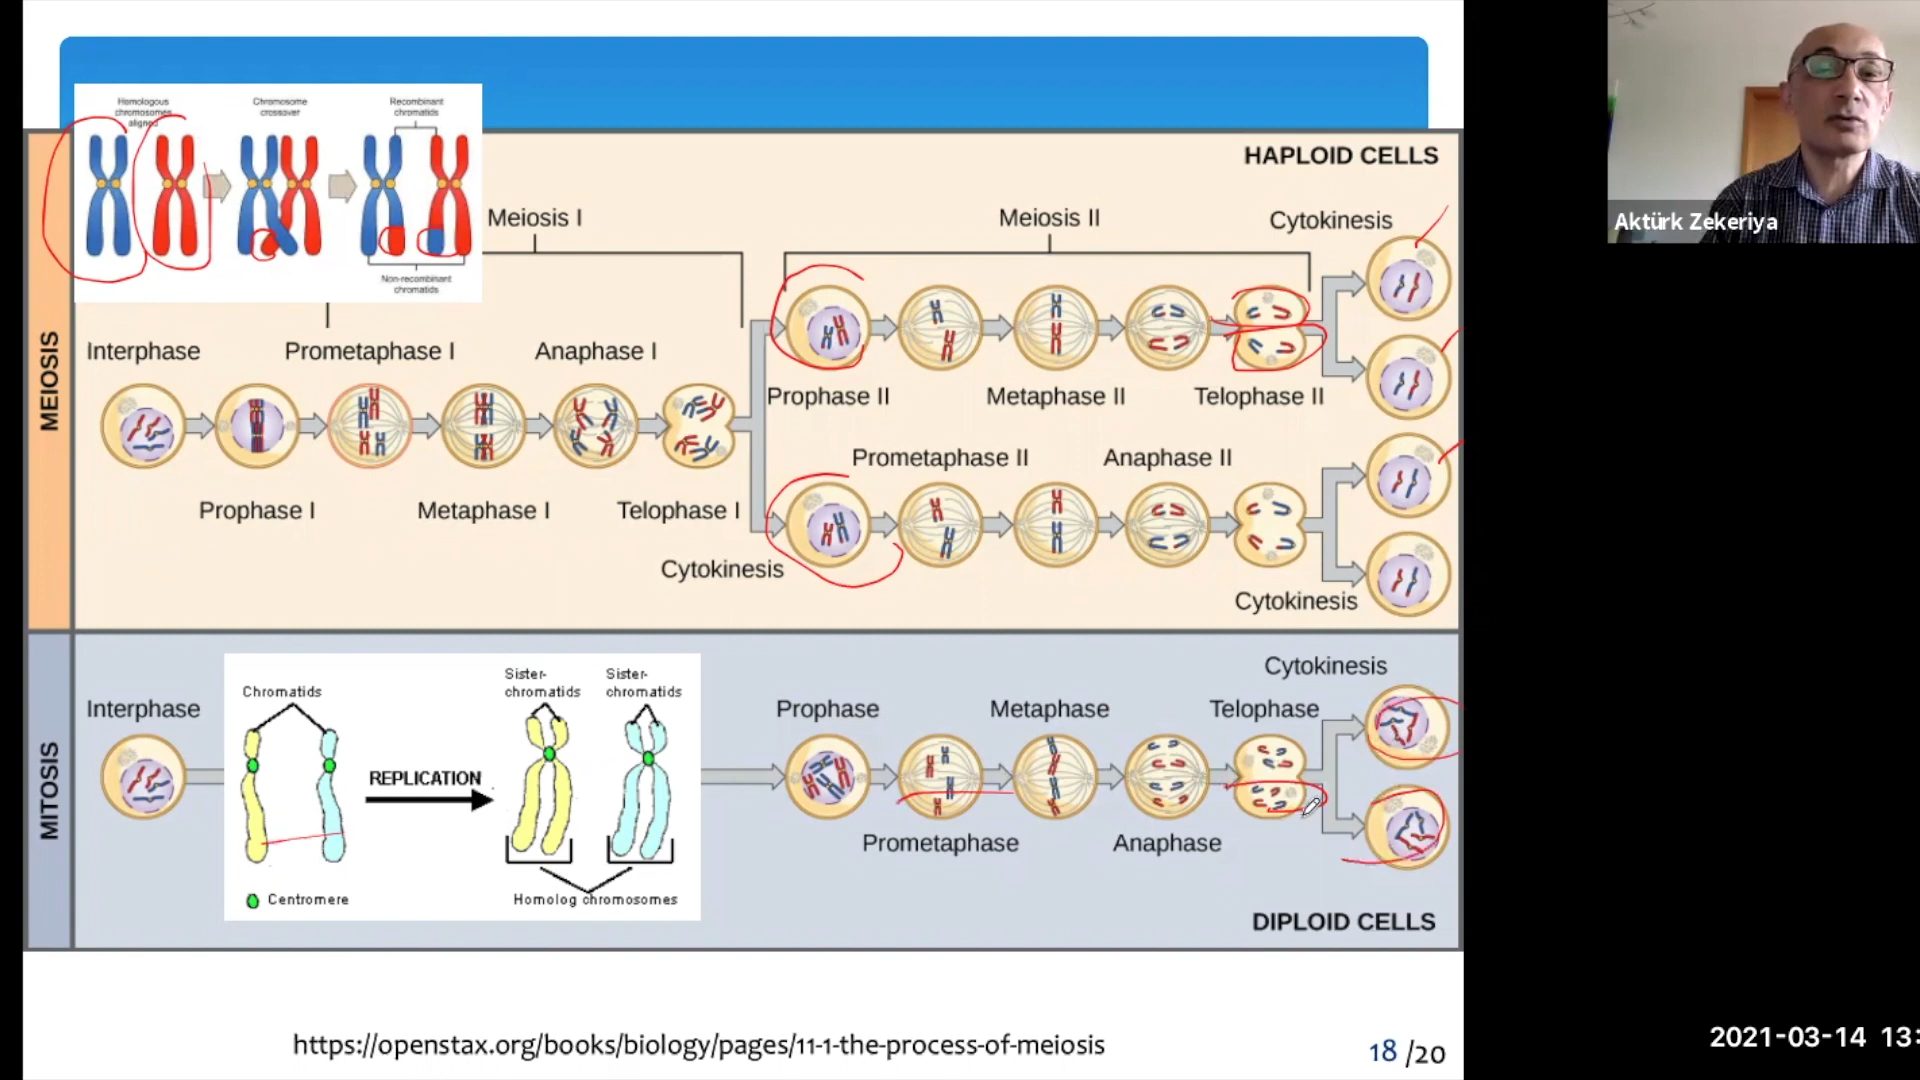 Homologous
chromosomes
aligned
Chromosome
crossover
Recombinant
chromatids
Non-recombinant
chromatids
HAPLOID CELLS
Meiosis I
Meiosis II
Cytokinesis
MEIOSIS
Interphase
Prometaphase I
Anaphase I
Prophase II
Metaphase II
Telophase II
Prometaphase II
Anaphase II
Prophase I
Metaphase I
Telophase I
Cytokinesis
Cytokinesis
MITOSIS
Interphase
Chromatids
REPLICATION
Centromere
Sister-
chromatids
Sister-
chromatids
Homolog chromosomes
Prophase
Metaphase
Telophase
Cytokinesis
Prometaphase
Anaphase
DIPLOID CELLS
https://openstax.org/books/biology/pages/11-1-the-process-of-meiosis
18 /20
Aktürk Zekeriya
2021-03-14 13: